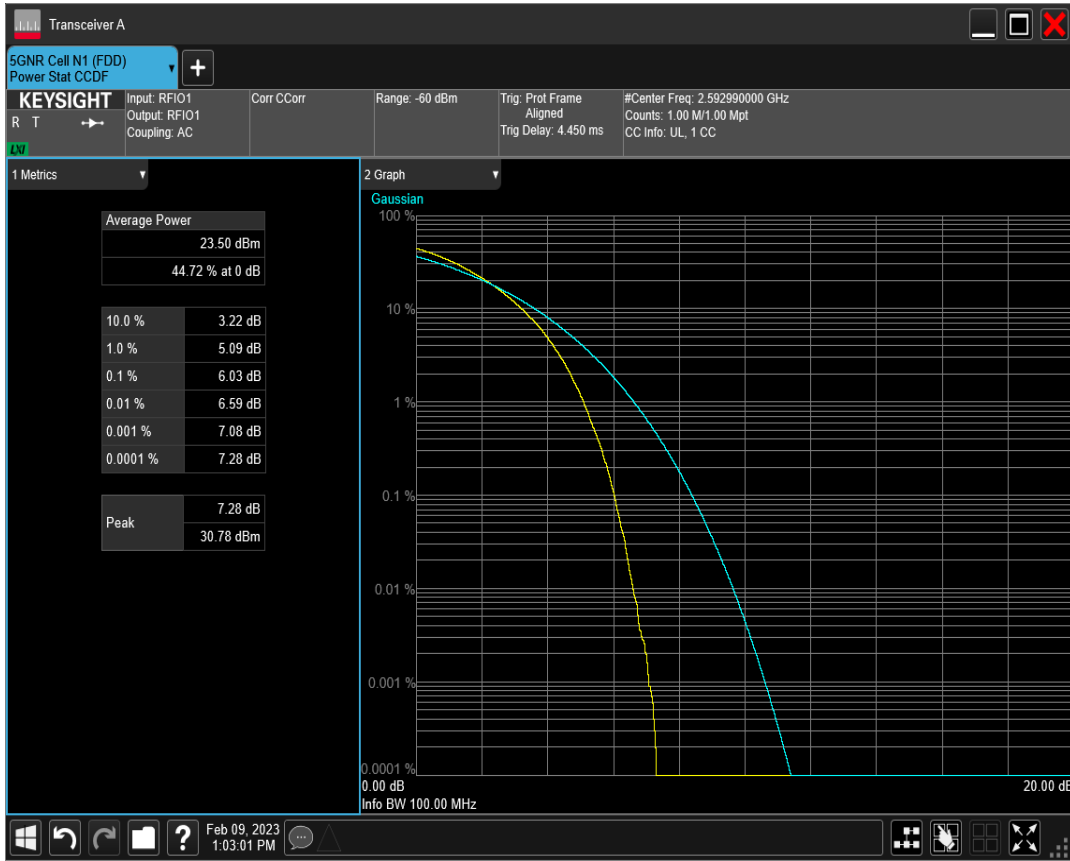 Transceiver A
5GNR Cell N1 (FDD)
Power Stat CCDF
KEYSIGHT
R T
LXI
Input: RFIO1
Output: RFIO1
Coupling: AC
Corr CCorr
Range: -60 dBm
Trig: Prot Frame
Aligned
Trig Delay: 4.450 ms
#Center Freq: 2.592990000 GHz
Counts: 1.00 M/1.00 Mpt
CC Info: UL, 1 CC
1 Metrics
Average Power
23.50 dBm
44.72 % at 0 dB
10.0 % 3.22 dB
1.0 % 5.09 dB
0.1 % 6.03 dB
0.01 % 6.59 dB
0.001 % 7.08 dB
0.0001 % 7.28 dB
Peak
7.28 dB
30.78 dBm
2 Graph
Gaussian
100 %
10 %
1 %
0.1 %
0.01 %
0.001 %
0.0001 %
0.00 dB
20.00 dB
Info BW 100.00 MHz
?
Feb 09, 2023
1:03:01 PM